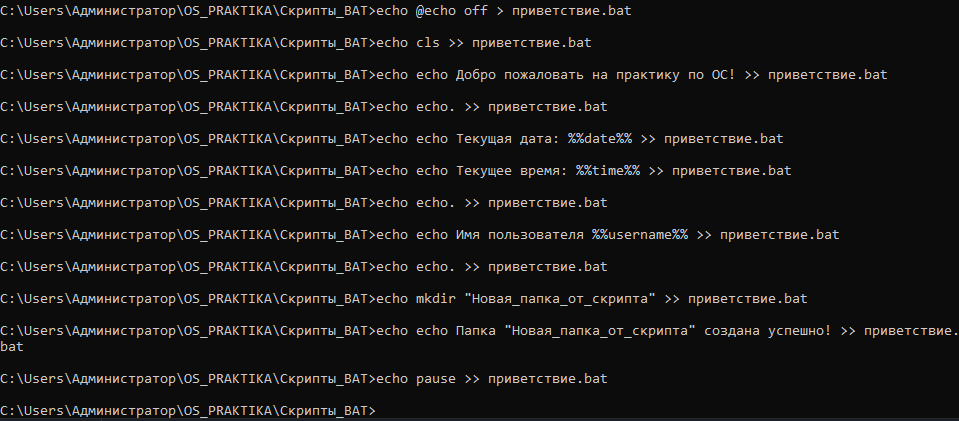 C:\Users\Администратор\OS_PRAKTIKA\Скрипты_BAT>echo @echo off > приветствие.bat
C:\Users\Администратор\OS_PRAKTIKA\Скрипты_BAT>echo cls >> приветствие.bat
C:\Users\Администратор\OS_PRAKTIKA\Скрипты_BAT>echo echo Добро пожаловать на практику по ОС! >> приветствие.bat
C:\Users\Администратор\OS_PRAKTIKA\Скрипты_BAT>echo echo. >> приветствие.bat
C:\Users\Администратор\OS_PRAKTIKA\Скрипты_BAT>echo echo Текущая дата: %%date%% >> приветствие.bat
C:\Users\Администратор\OS_PRAKTIKA\Скрипты_BAT>echo echo Текущее время: %%time%% >> приветствие.bat
C:\Users\Администратор\OS_PRAKTIKA\Скрипты_BAT>echo echo. >> приветствие.bat
C:\Users\Администратор\OS_PRAKTIKA\Скрипты_BAT>echo echo Имя пользователя %%username%% >> приветствие.bat
C:\Users\Администратор\OS_PRAKTIKA\Скрипты_BAT>echo echo. >> приветствие.bat
C:\Users\Администратор\OS_PRAKTIKA\Скрипты_BAT>echo mkdir "Новая_папка_от_скрипта" >> приветствие.bat
C:\Users\Администратор\OS_PRAKTIKA\Скрипты_BAT>echo echo Папка "Новая_папка_от_скрипта" создана успешно! >> приветствие.
bat
C:\Users\Администратор\OS_PRAKTIKA\Скрипты_BAT>echo pause >> приветствие.bat
C:\Users\Администратор\OS_PRAKTIKA\Скрипты_BAT>